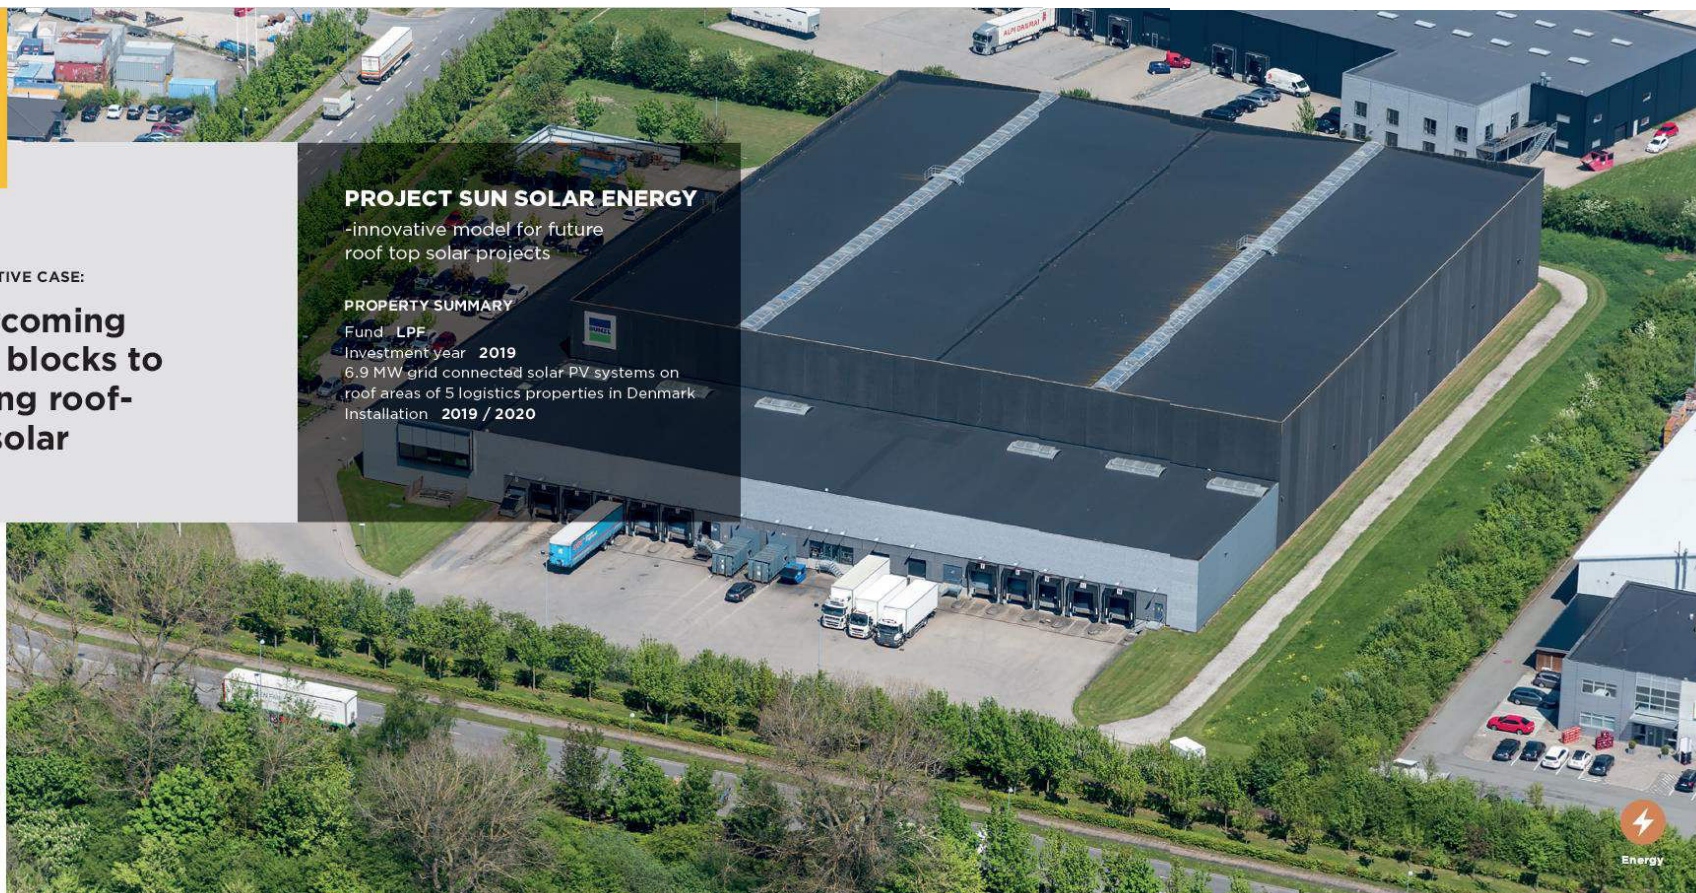 TIVE CASE:
coming
blocks to
ng roof-
solar
PROJECT SUN SOLAR ENERGY
-innovative model for future
roof top solar projects
PROPERTY SUMMARY
Fund LPF
Investment year 2019
6.9 MW grid connected solar PV systems on
roof areas of 5 logistics properties in Denmark
Installation 2019 / 2020
BUNZL
Energy